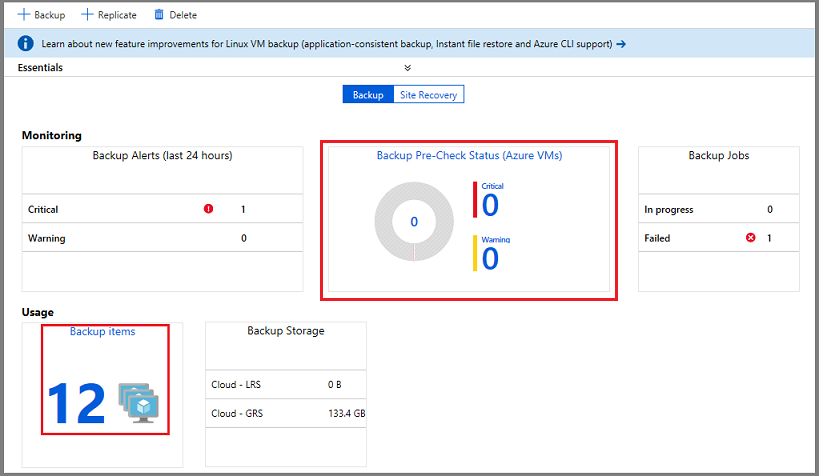 Backup Replicate Delete
Learn about new feature improvements for Linux VM backup (application-consistent backup, Instant file restore and Azure CLI support)
Essentials
Backup Site Recovery
Monitoring
Backup Alerts (last 24 hours)
Critical 1
Warning 0
Backup Pre-Check Status (Azure VMs)
0
Critical
0
Warning
0
Backup Jobs
In progress 0
Failed 1
Usage
Backup items
12
Backup Storage
Cloud - LRS 0 B
Cloud - GRS 133.4 GB